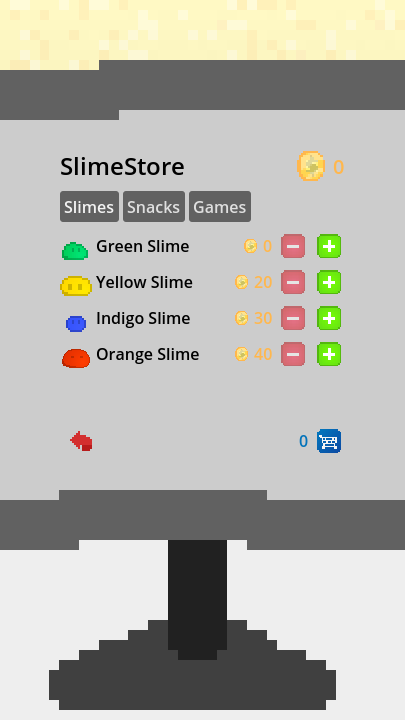 SlimeStore 0
Slimes Snacks Games
Green Slime 0
Yellow Slime 20
Indigo Slime 30
Orange Slime 40
0